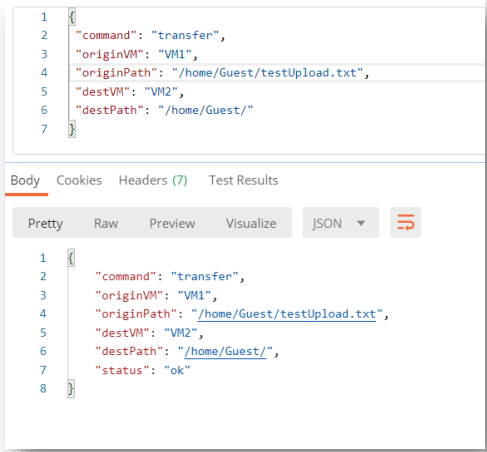 1 {
2 "command": "transfer",
3 "originVM": "VM1",
4 "originPath": "/home/Guest/testUpload.txt",
5 "destVM": "VM2",
6 "destPath": "/home/Guest/"
7 }
Body Cookies Headers (7) Test Results
Pretty Raw Preview Visualize JSON
1 {
2 "command": "transfer",
3 "originVM": "VM1",
4 "originPath": "/home/Guest/testUpload.txt",
5 "destVM": "VM2",
6 "destPath": "/home/Guest/",
7 "status": "ok"
8 }